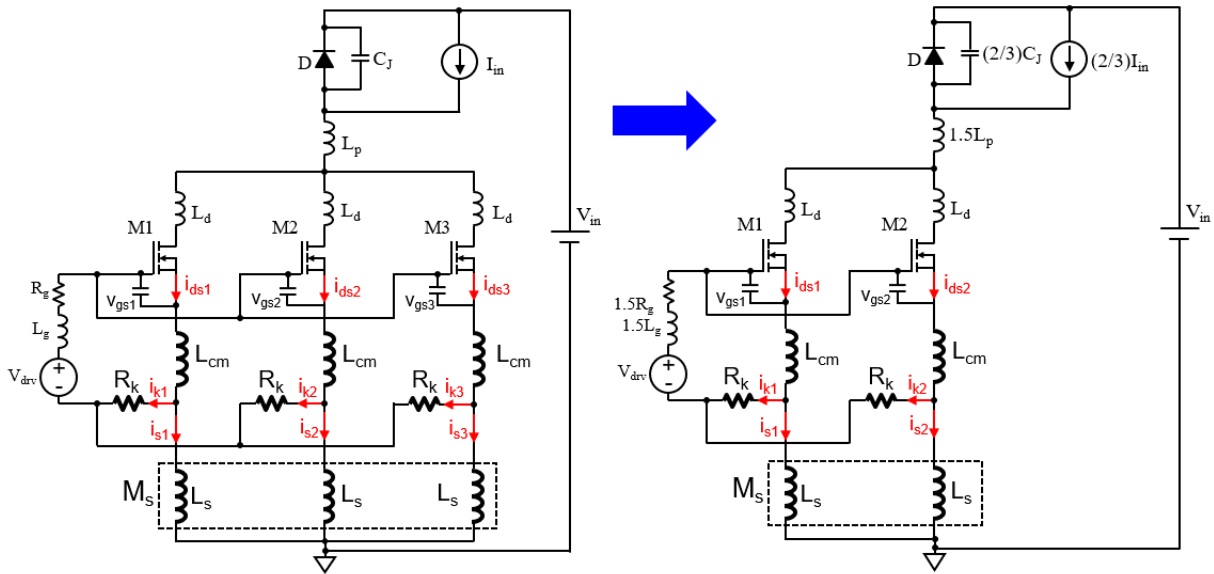 D
C_J
I_in
L_p
L_d
L_d
L_d
V_in
M1
M2
M3
R_g
L_g
V_drv
+
-
v_gs1
v_gs2
v_gs3
i_ds1
i_ds2
i_ds3
L_cm
L_cm
L_cm
R_k
R_k
R_k
i_k1
i_k2
i_k3
i_s1
i_s2
i_s3
M_s
L_s
L_s
L_s
D
(2/3)C_J
(2/3)I_in
1.5L_p
L_d
L_d
V_in
M1
M2
1.5R_g
1.5L_g
V_drv
+
-
v_gs1
v_gs2
i_ds1
i_ds2
L_cm
L_cm
R_k
R_k
i_k1
i_k2
i_s1
i_s2
M_s
L_s
L_s